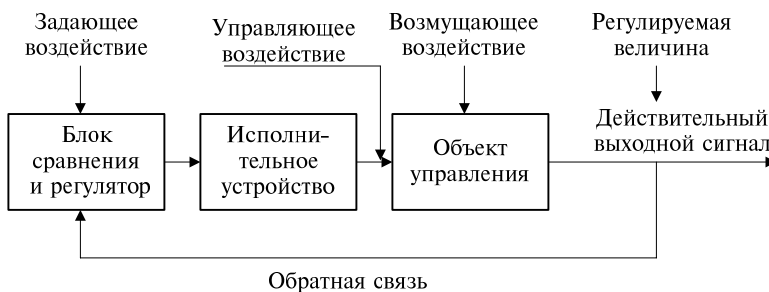 Задающее
воздействие
Управляющее
воздействие
Возмущающее
воздействие
Регулируемая
величина
Действительный
выходной сигнал
Блок
сравнения
и регулятор
Исполни-
тельное
устройство
Объект
управления
Обратная связь